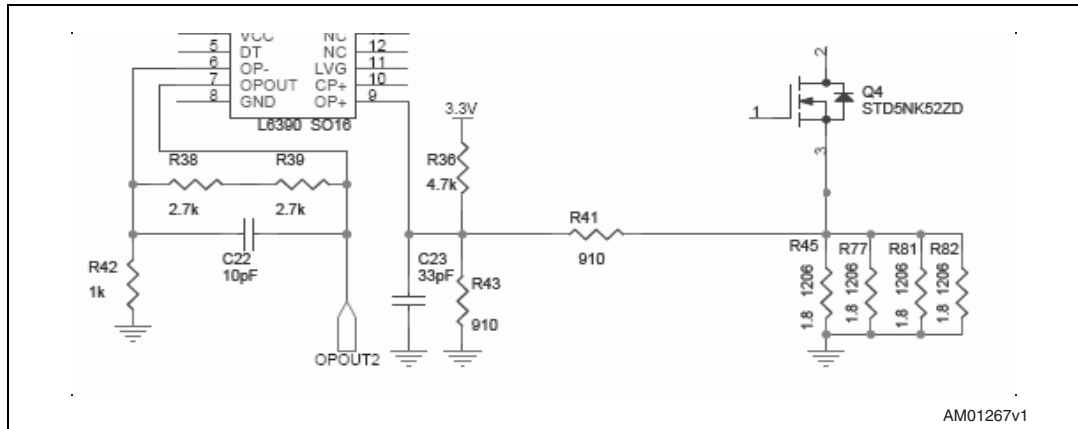 VCC NC
5 DT NC 12
6 OP- LVG 11
7 OPOUT CP+ 10
8 GND OP+ 9
L6390 SO16
3.3V
R36
4.7k
R38 R39
2.7k 2.7k
C22
10pF
R42
1k
OPOUT2
C23
33pF
R43
910
R41
910
2
1
3
Q4
STD5NK52ZD
R45 R77 R81 R82
1.8 1206 1.8 1206 1.8 1206 1.8 1206
AM01267v1